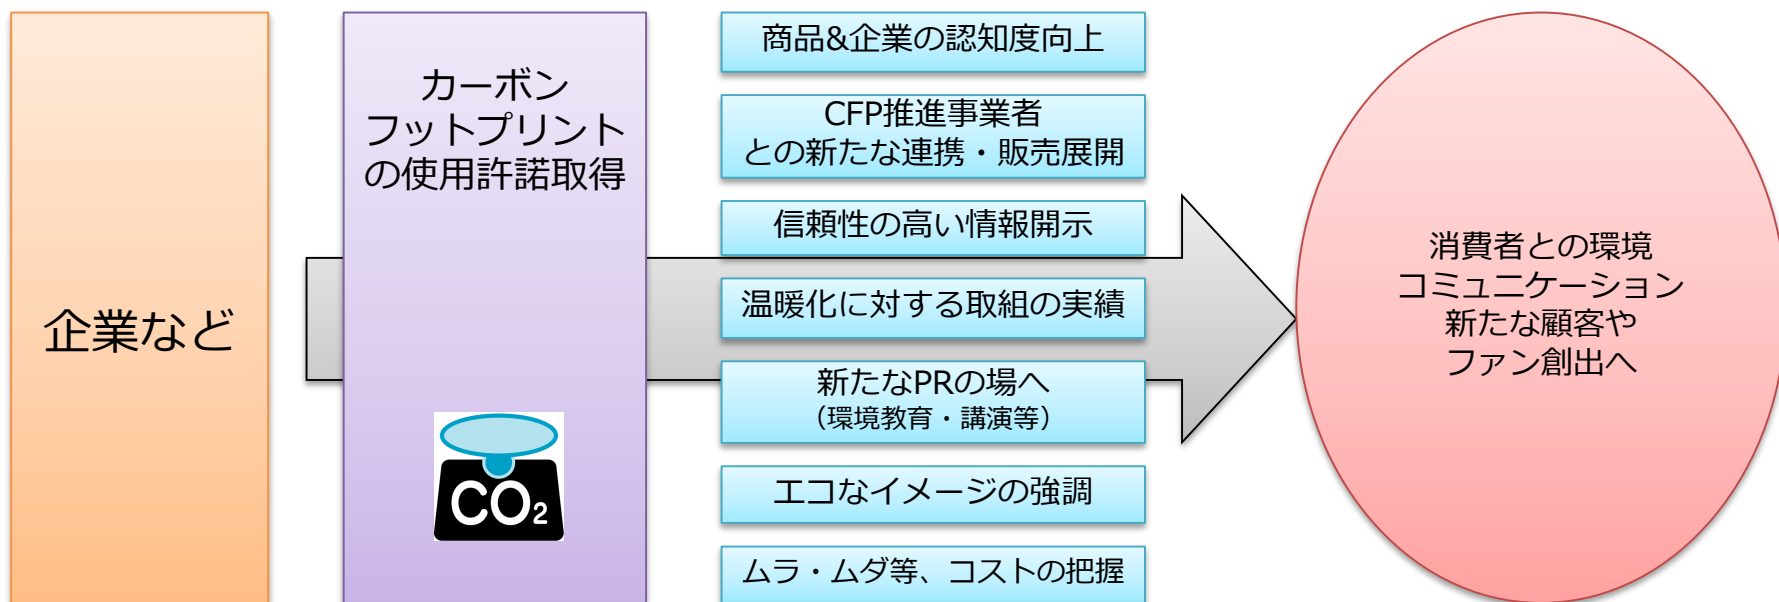 企業など
カーボン
フットプリント
の使用許諾取得
CO2
商品&企業の認知度向上
CFP推進事業者
との新たな連携・販売展開
信頼性の高い情報開示
温暖化に対する取組の実績
新たなPRの場へ
（環境教育・講演等）
エコなイメージの強調
ムラ・ムダ等、コストの把握
消費者との環境
コミュニケーション
新たな顧客や
ファン創出へ